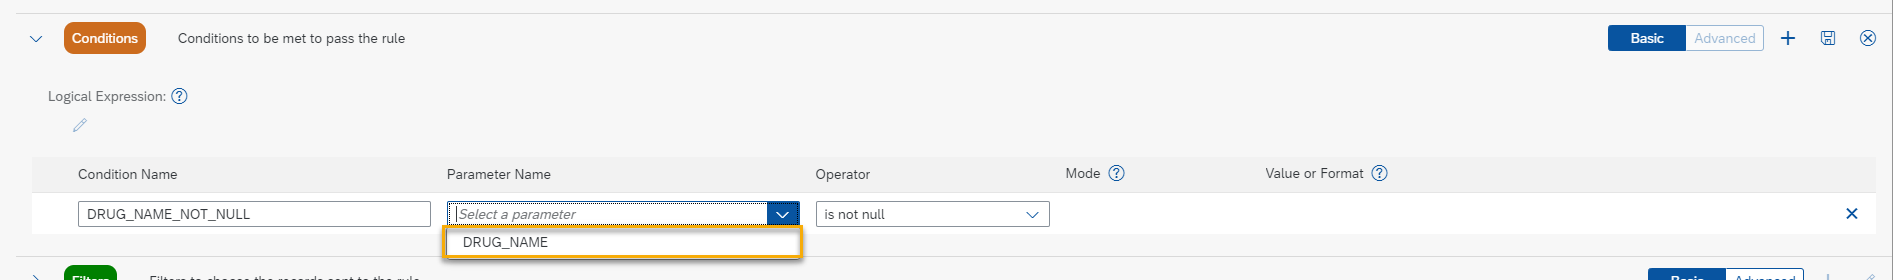 Conditions Conditions to be met to pass the rule Basic Advanced
Logical Expression: ?
Condition Name Parameter Name Operator Mode ? Value or Format ?
DRUG_NAME_NOT_NULL Select a parameter is not null
DRUG_NAME
Filters Filters to choose the records sent to the rule Basic Advanced